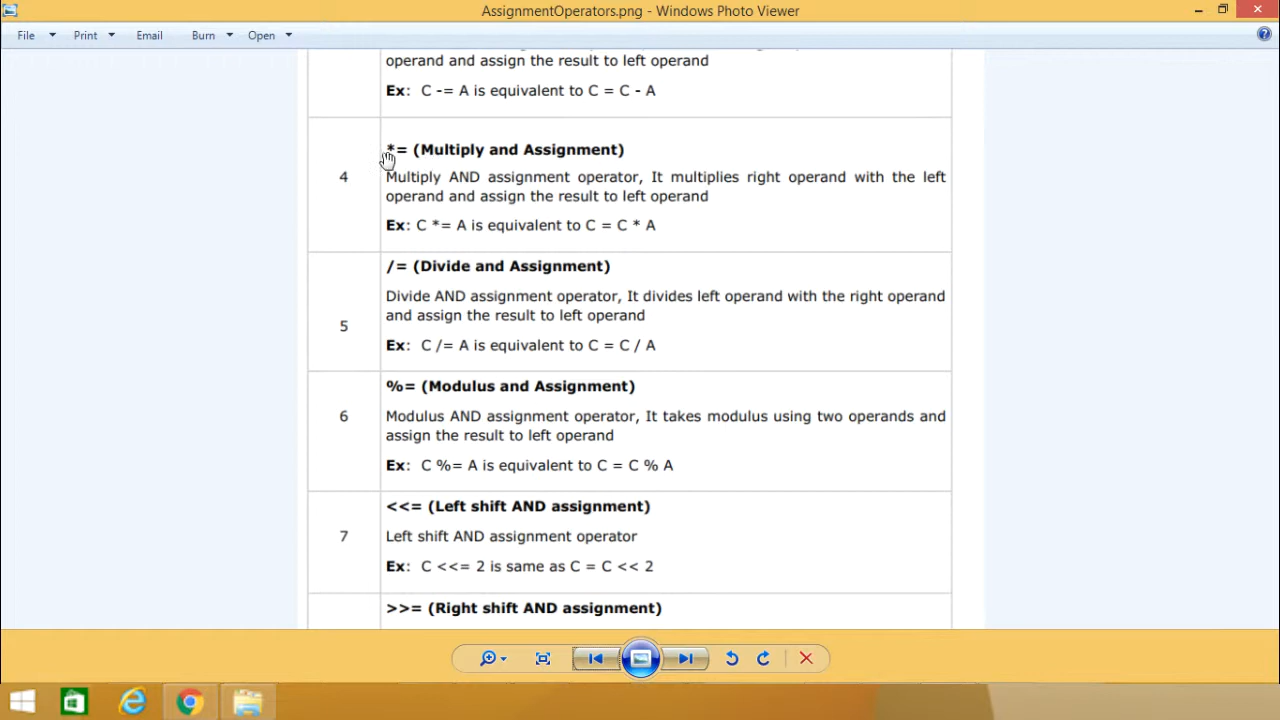 AssignmentOperators.png - Windows Photo Viewer
File Print Email Burn Open
operand and assign the result to left operand
Ex: C -= A is equivalent to C = C - A
*= (Multiply and Assignment)
4
Multiply AND assignment operator, It multiplies right operand with the left
operand and assign the result to left operand
Ex: C *= A is equivalent to C = C * A
/= (Divide and Assignment)
Divide AND assignment operator, It divides left operand with the right operand
and assign the result to left operand
5
Ex: C /= A is equivalent to C = C / A
%= (Modulus and Assignment)
6
Modulus AND assignment operator, It takes modulus using two operands and
assign the result to left operand
Ex: C %= A is equivalent to C = C % A
<<= (Left shift AND assignment)
7
Left shift AND assignment operator
Ex: C <<= 2 is same as C = C << 2
>>= (Right shift AND assignment)